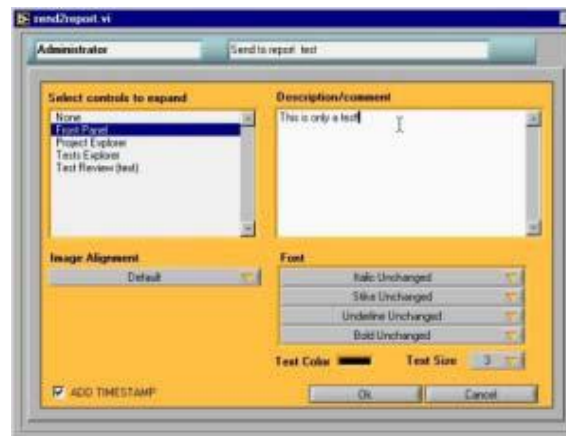 send2report.vi
Administrator
Send to report test
Select controls to expand
None
Front Panel
Project Explorer
Tests Explorer
Test Review (text)
Description/comment
This is only a test
Image Alignment
Default
Font
Italic Unchanged
Stike Unchanged
Underline Unchanged
Bold Unchanged
Text Color
Text Size
3
ADD TIMESTAMP
Ok
Cancel